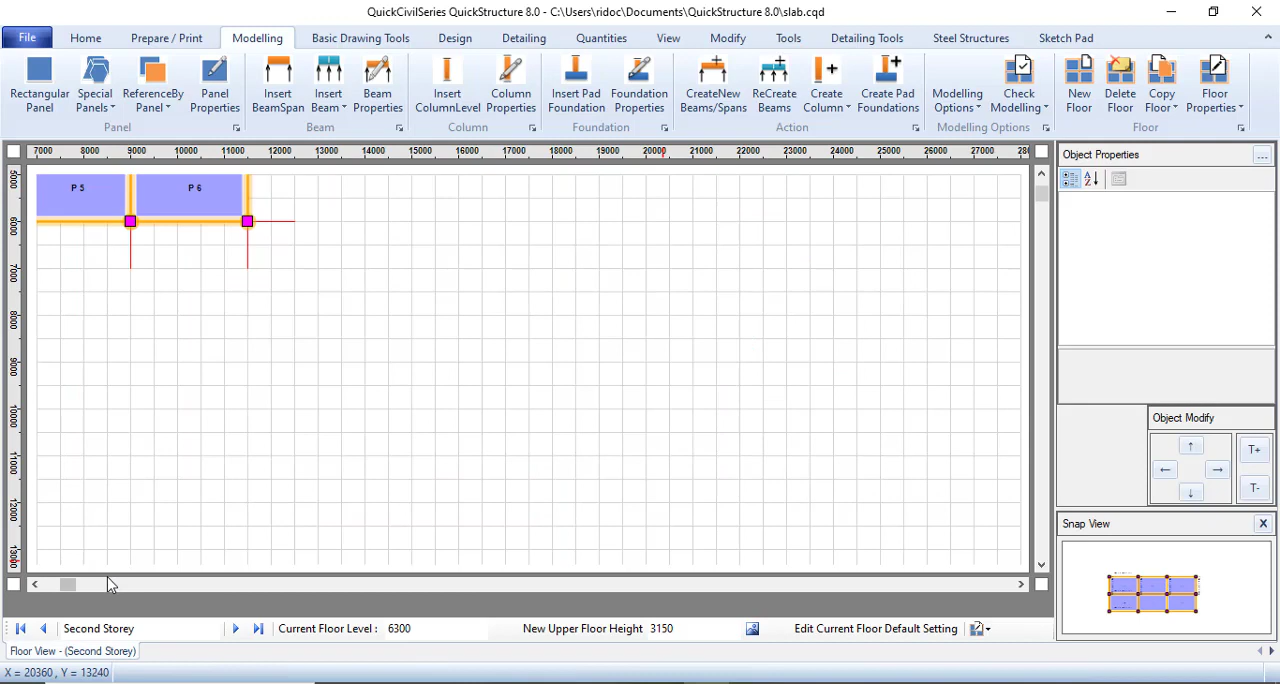 QuickCivilSeries QuickStructure 8.0 - C:\Users\ridoc\Documents\QuickStructure 8.0\slab.cqd
File Home Prepare / Print Modelling Basic Drawing Tools Design Detailing Quantities View Modify Tools Detailing Tools Steel Structures Sketch Pad
Rectangular Panel
Special Panels
ReferenceBy Panel
Panel Properties
Insert BeamSpan
Insert Beam
Beam Properties
Insert ColumnLevel
Column Properties
Insert Pad Foundation
Foundation Properties
CreateNew Beams/Spans
ReCreate Beams
Create Column
Create Pad Foundations
Modelling Options
Check Modelling
New Floor
Delete Floor
Copy Floor
Floor Properties
Panel Beam Column Foundation Action Modelling Options Floor
7000 8000 9000 10000 11000 12000 13000 14000 15000 16000 17000 18000 19000 20000 21000 22000 23000 24000 25000 26000 27000 280
5000
6000
7000
8000
9000
10000
11000
12000
13000
P 5 P 6
Object Properties ...
A
Z
Object Modify
T+
T-
Snap View X
Second Storey Current Floor Level: 6300 New Upper Floor Height 3150 Edit Current Floor Default Setting
Floor View - (Second Storey)
X = 20360 , Y = 13240